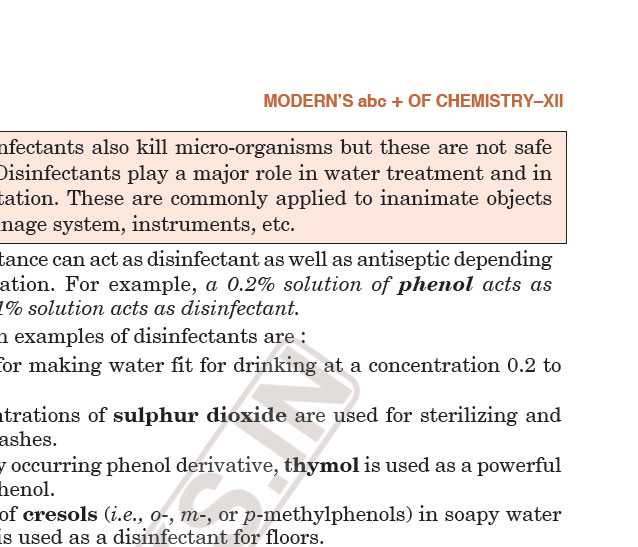 MODERN'S abc + OF CHEMISTRY–XII
nfectants also kill micro-organisms but these are not safe
Disinfectants play a major role in water treatment and in
tation. These are commonly applied to inanimate objects
nage system, instruments, etc.
tance can act as disinfectant as well as antiseptic depending
ation. For example, a 0.2% solution of phenol acts as
1% solution acts as disinfectant.
n examples of disinfectants are :
for making water fit for drinking at a concentration 0.2 to
ntrations of sulphur dioxide are used for sterilizing and
ashes.
y occurring phenol derivative, thymol is used as a powerful
henol.
of cresols (i.e., o-, m-, or p-methylphenols) in soapy water
is used as a disinfectant for floors.
S.IN